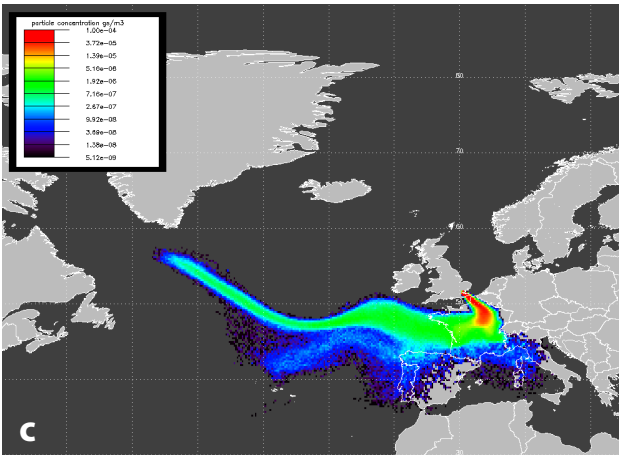 particle concentration gs/m3
1.00e-04
3.72e-05
1.39e-05
5.16e-06
1.92e-06
7.16e-07
2.67e-07
9.92e-08
3.69e-08
1.38e-08
5.12e-09
80
70
60
30
C